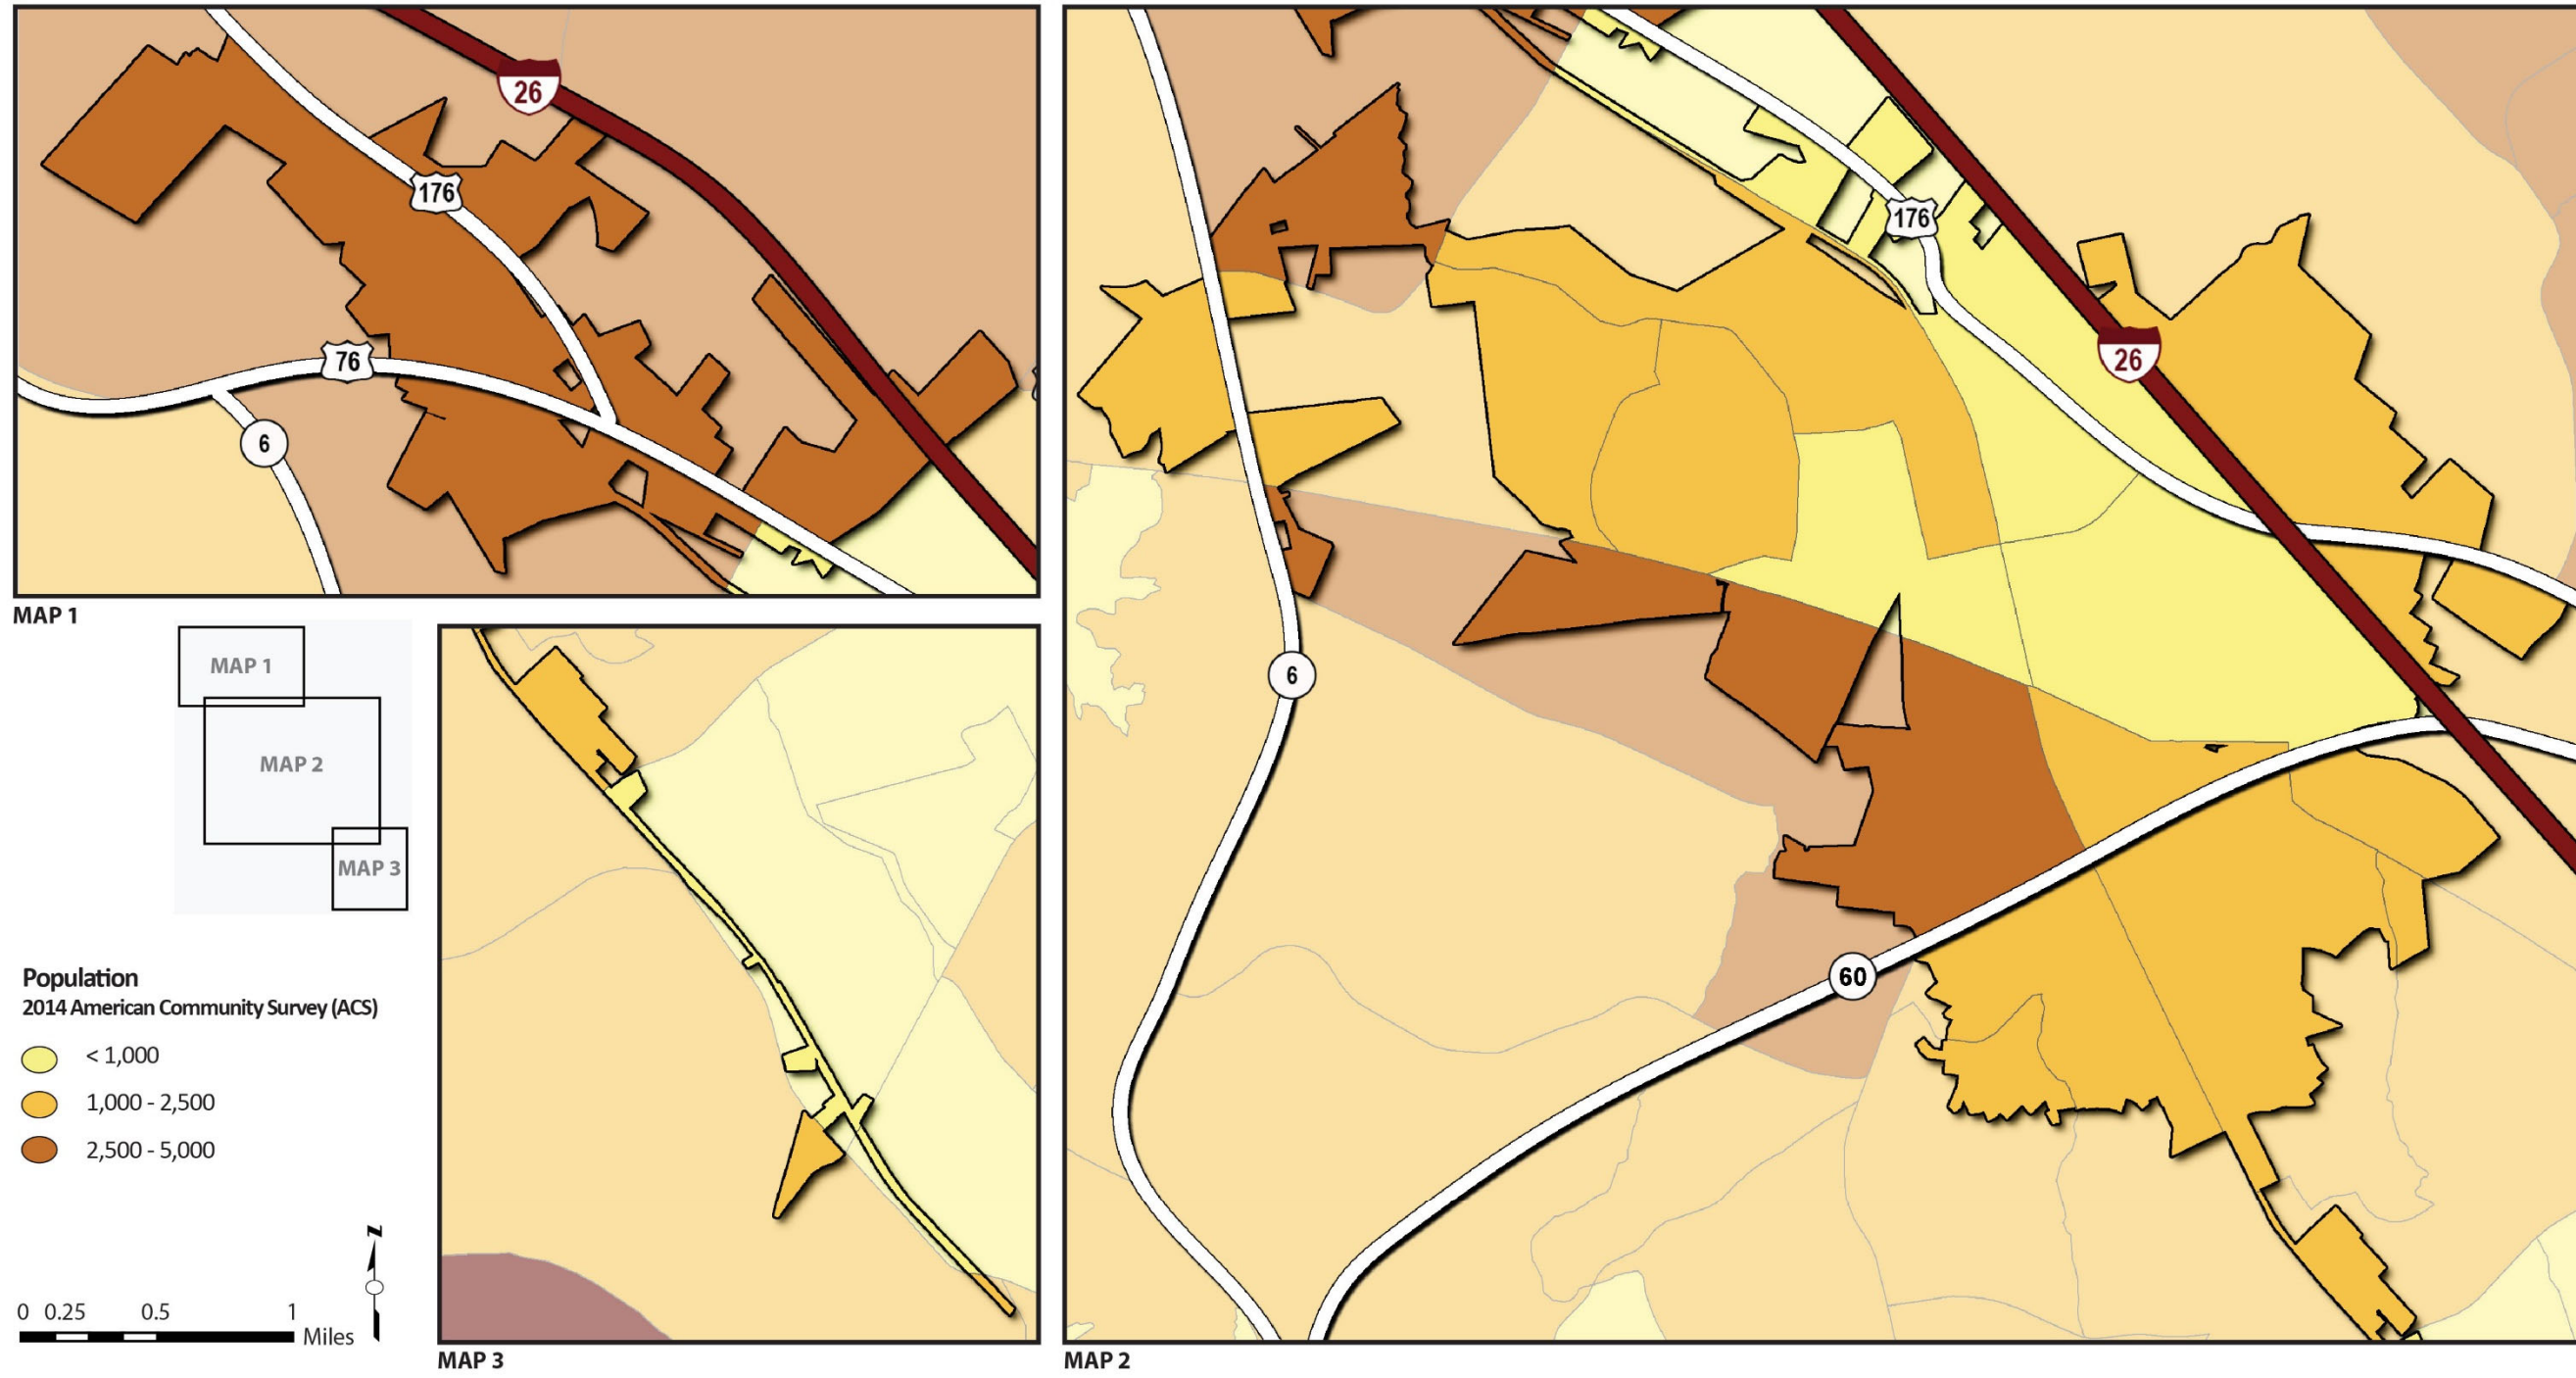 26
176
76
6
MAP 1
MAP 1
MAP 2
MAP 3
Population
2014 American Community Survey (ACS)
< 1,000
1,000 - 2,500
2,500 - 5,000
N
0 0.25 0.5 1
Miles
MAP 3
176
26
6
60
MAP 2